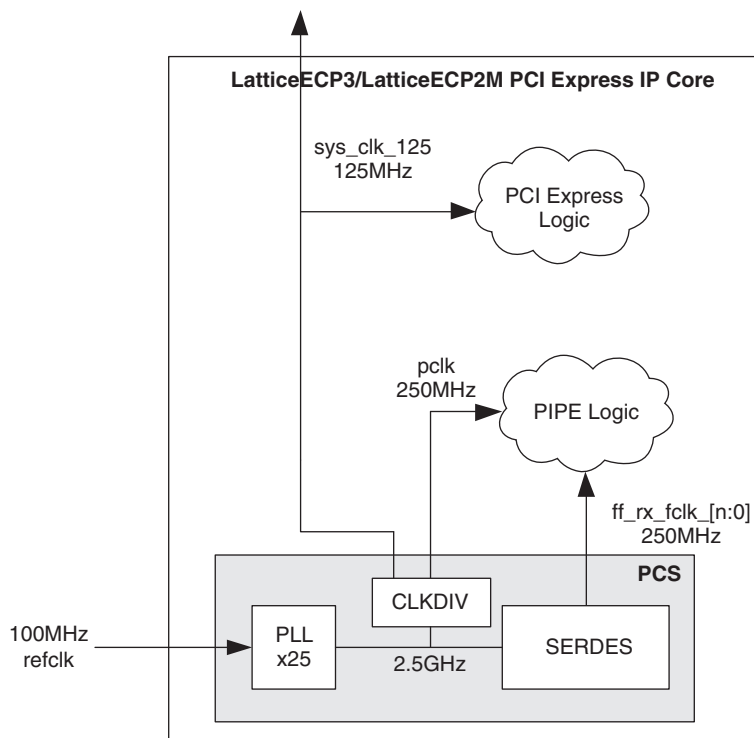 LatticeECP3/LatticeECP2M PCI Express IP Core
sys_clk_125
125MHz
PCI Express
Logic
pclk
250MHz
PIPE Logic
ff_rx_fclk_[n:0]
250MHz
PCS
CLKDIV
100MHz
refclk
PLL
x25
2.5GHz
SERDES